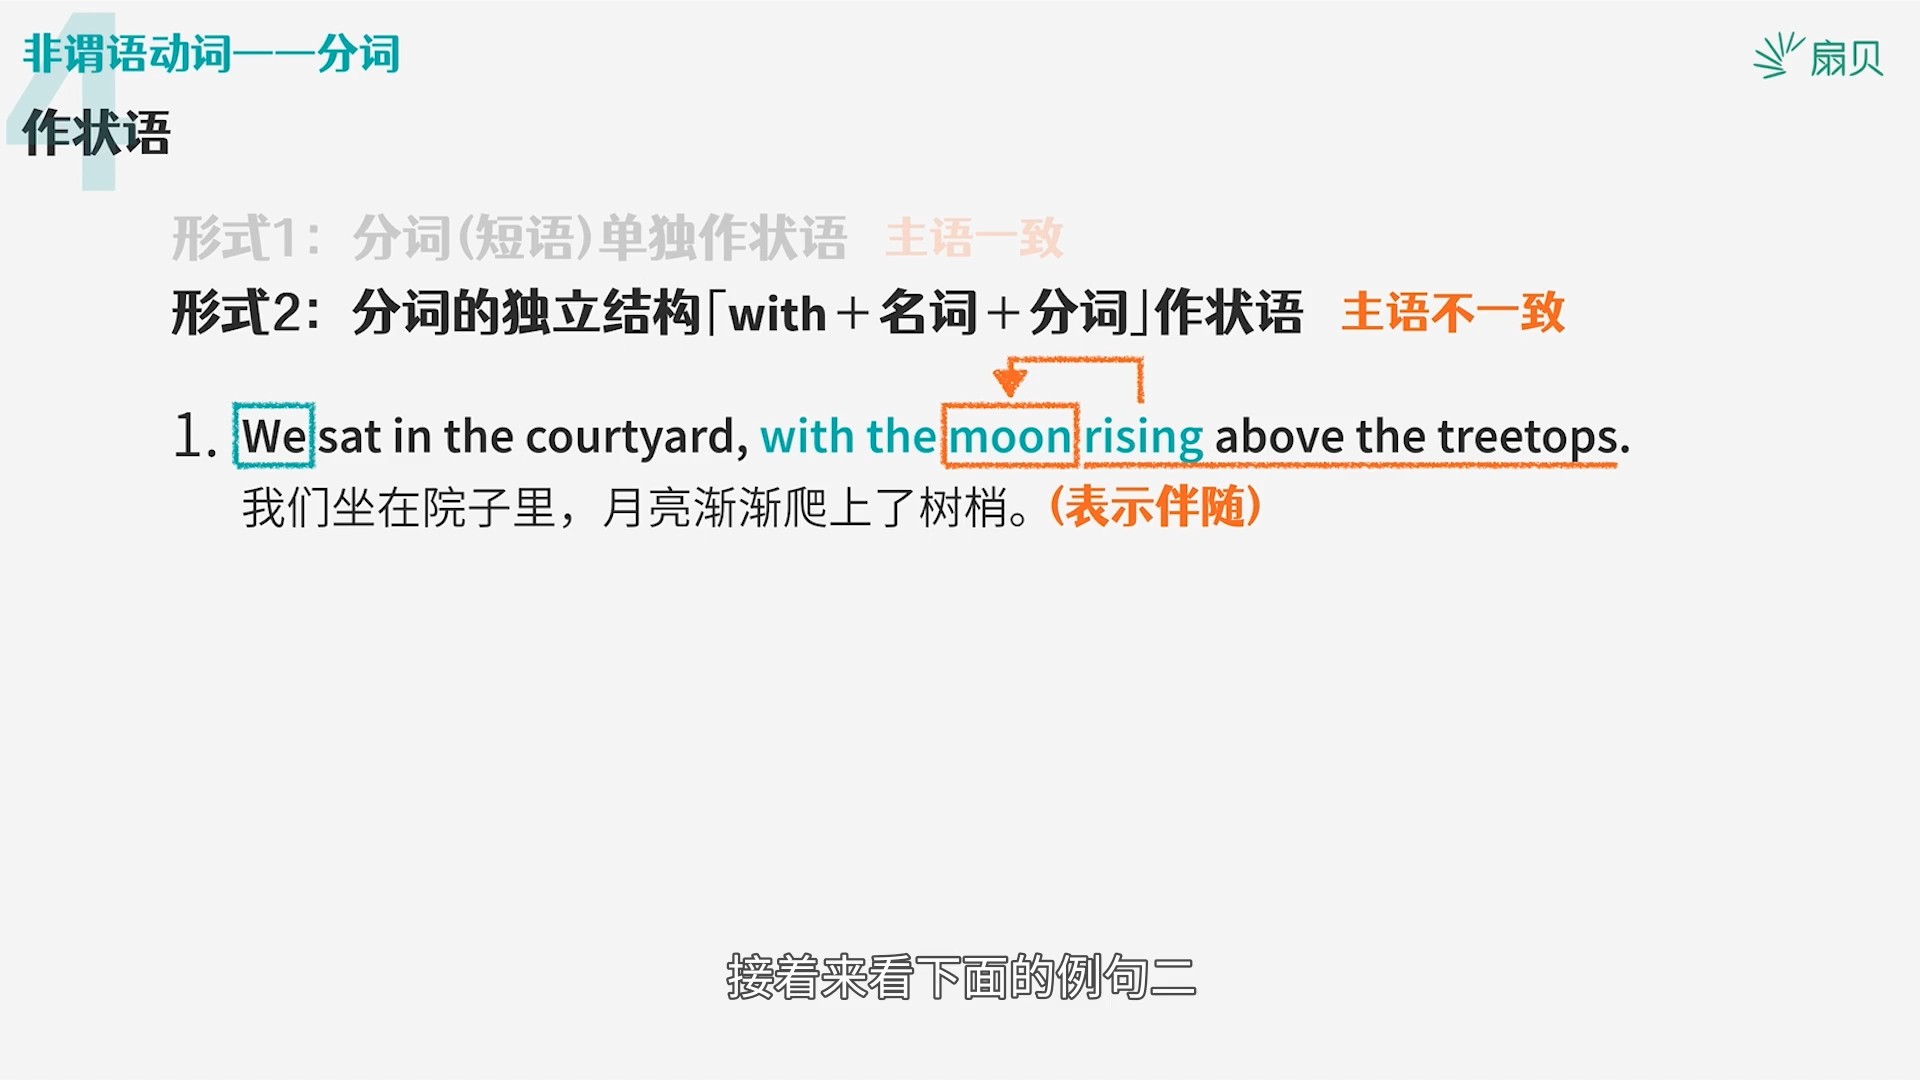 非谓语动词——分词
扇贝
4
作状语
形式1：分词(短语)单独作状语 主语一致
形式2：分词的独立结构「with＋名词＋分词」作状语 主语不一致
1. We sat in the courtyard, with the moon rising above the treetops.
我们坐在院子里，月亮渐渐爬上了树梢。(表示伴随)
接着来看下面的例句二